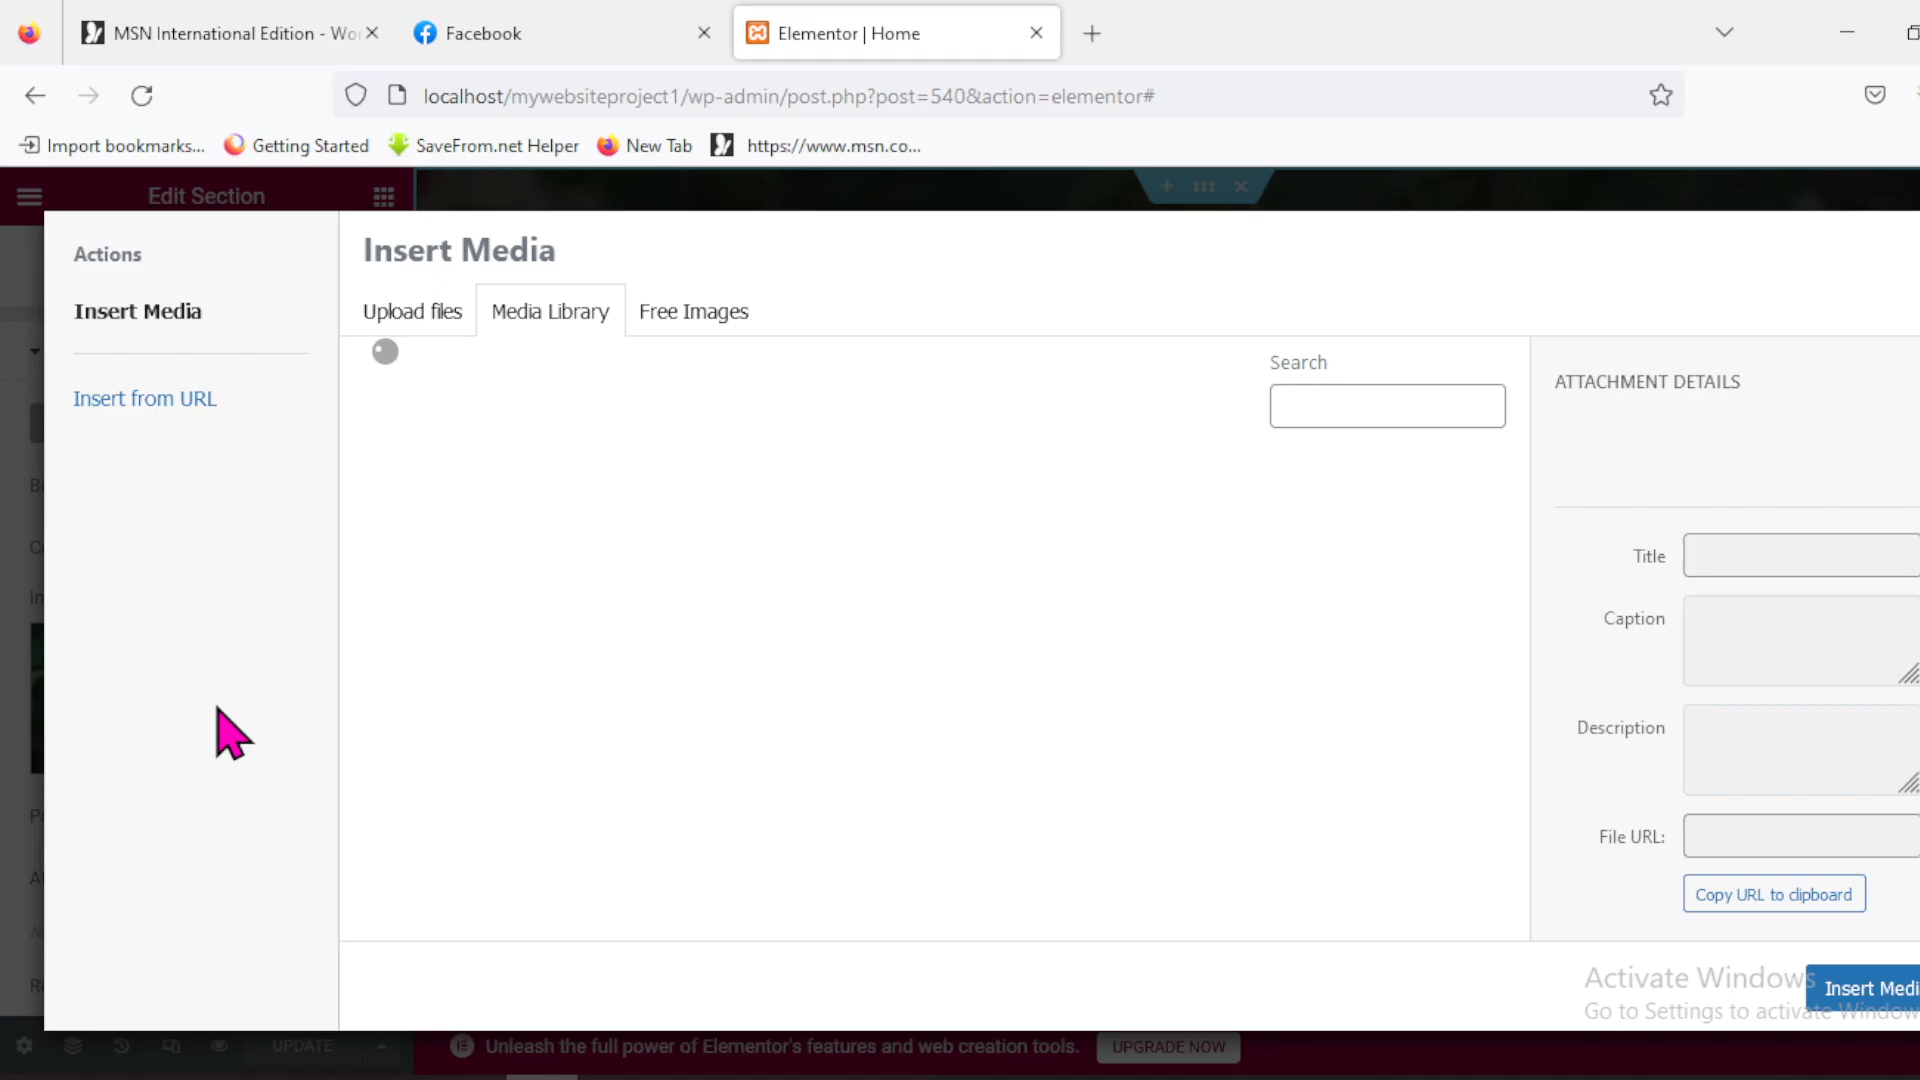 MSN International Edition - Wo
Facebook
Elementor | Home
localhost/mywebsiteproject1/wp-admin/post.php?post=540&action=elementor#
Import bookmarks...
Getting Started
SaveFrom.net Helper
New Tab
https://www.msn.co...
Edit Section
Actions
Insert Media
Insert from URL
Insert Media
Upload files
Media Library
Free Images
Search
ATTACHMENT DETAILS
Title
Caption
Description
File URL:
Copy URL to clipboard
Activate Windows
Go to Settings to activate Window
Insert Medi
UPDATE
Unleash the full power of Elementor's features and web creation tools.
UPGRADE NOW